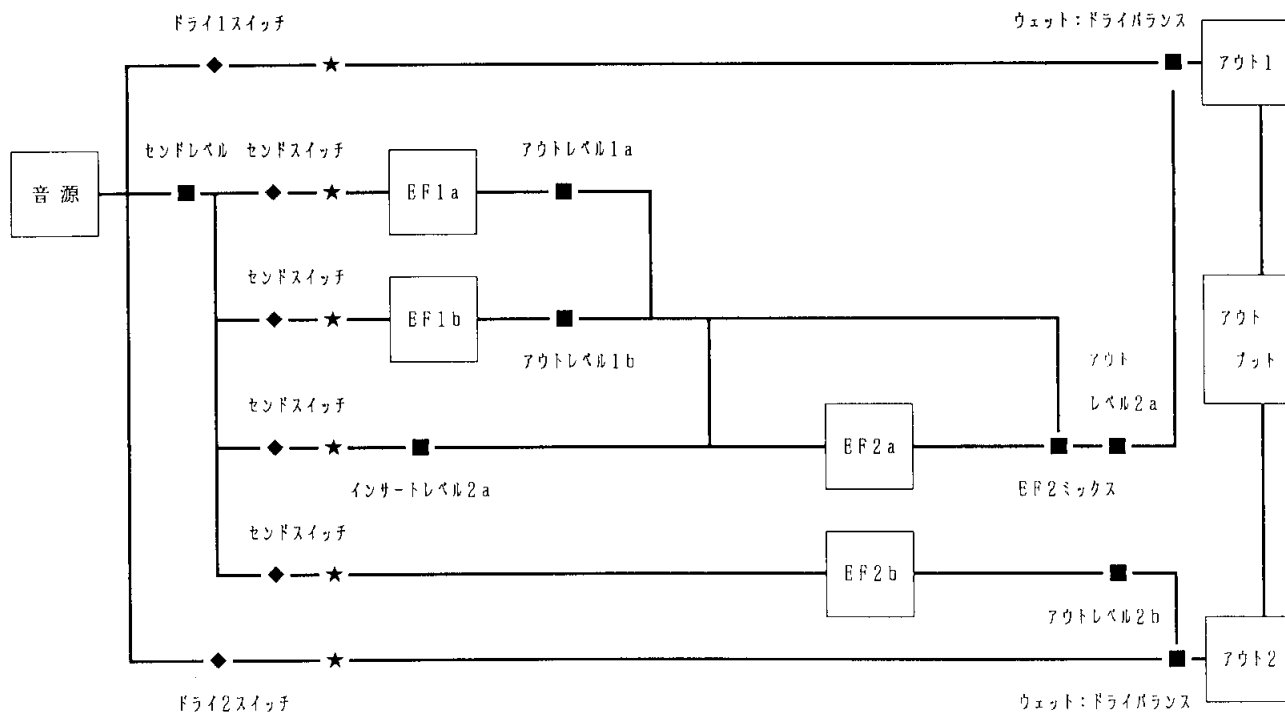 ドライ1スイッチ
ウェット：ドライバランス
アウト1
センドレベル
センドスイッチ
アウトレベル1a
音源
EF1a
センドスイッチ
EF1b
アウトレベル1b
アウト
プット
アウト
レベル2a
センドスイッチ
EF2a
インサートレベル2a
EF2ミックス
センドスイッチ
EF2b
アウトレベル2b
アウト2
ドライ2スイッチ
ウェット：ドライバランス